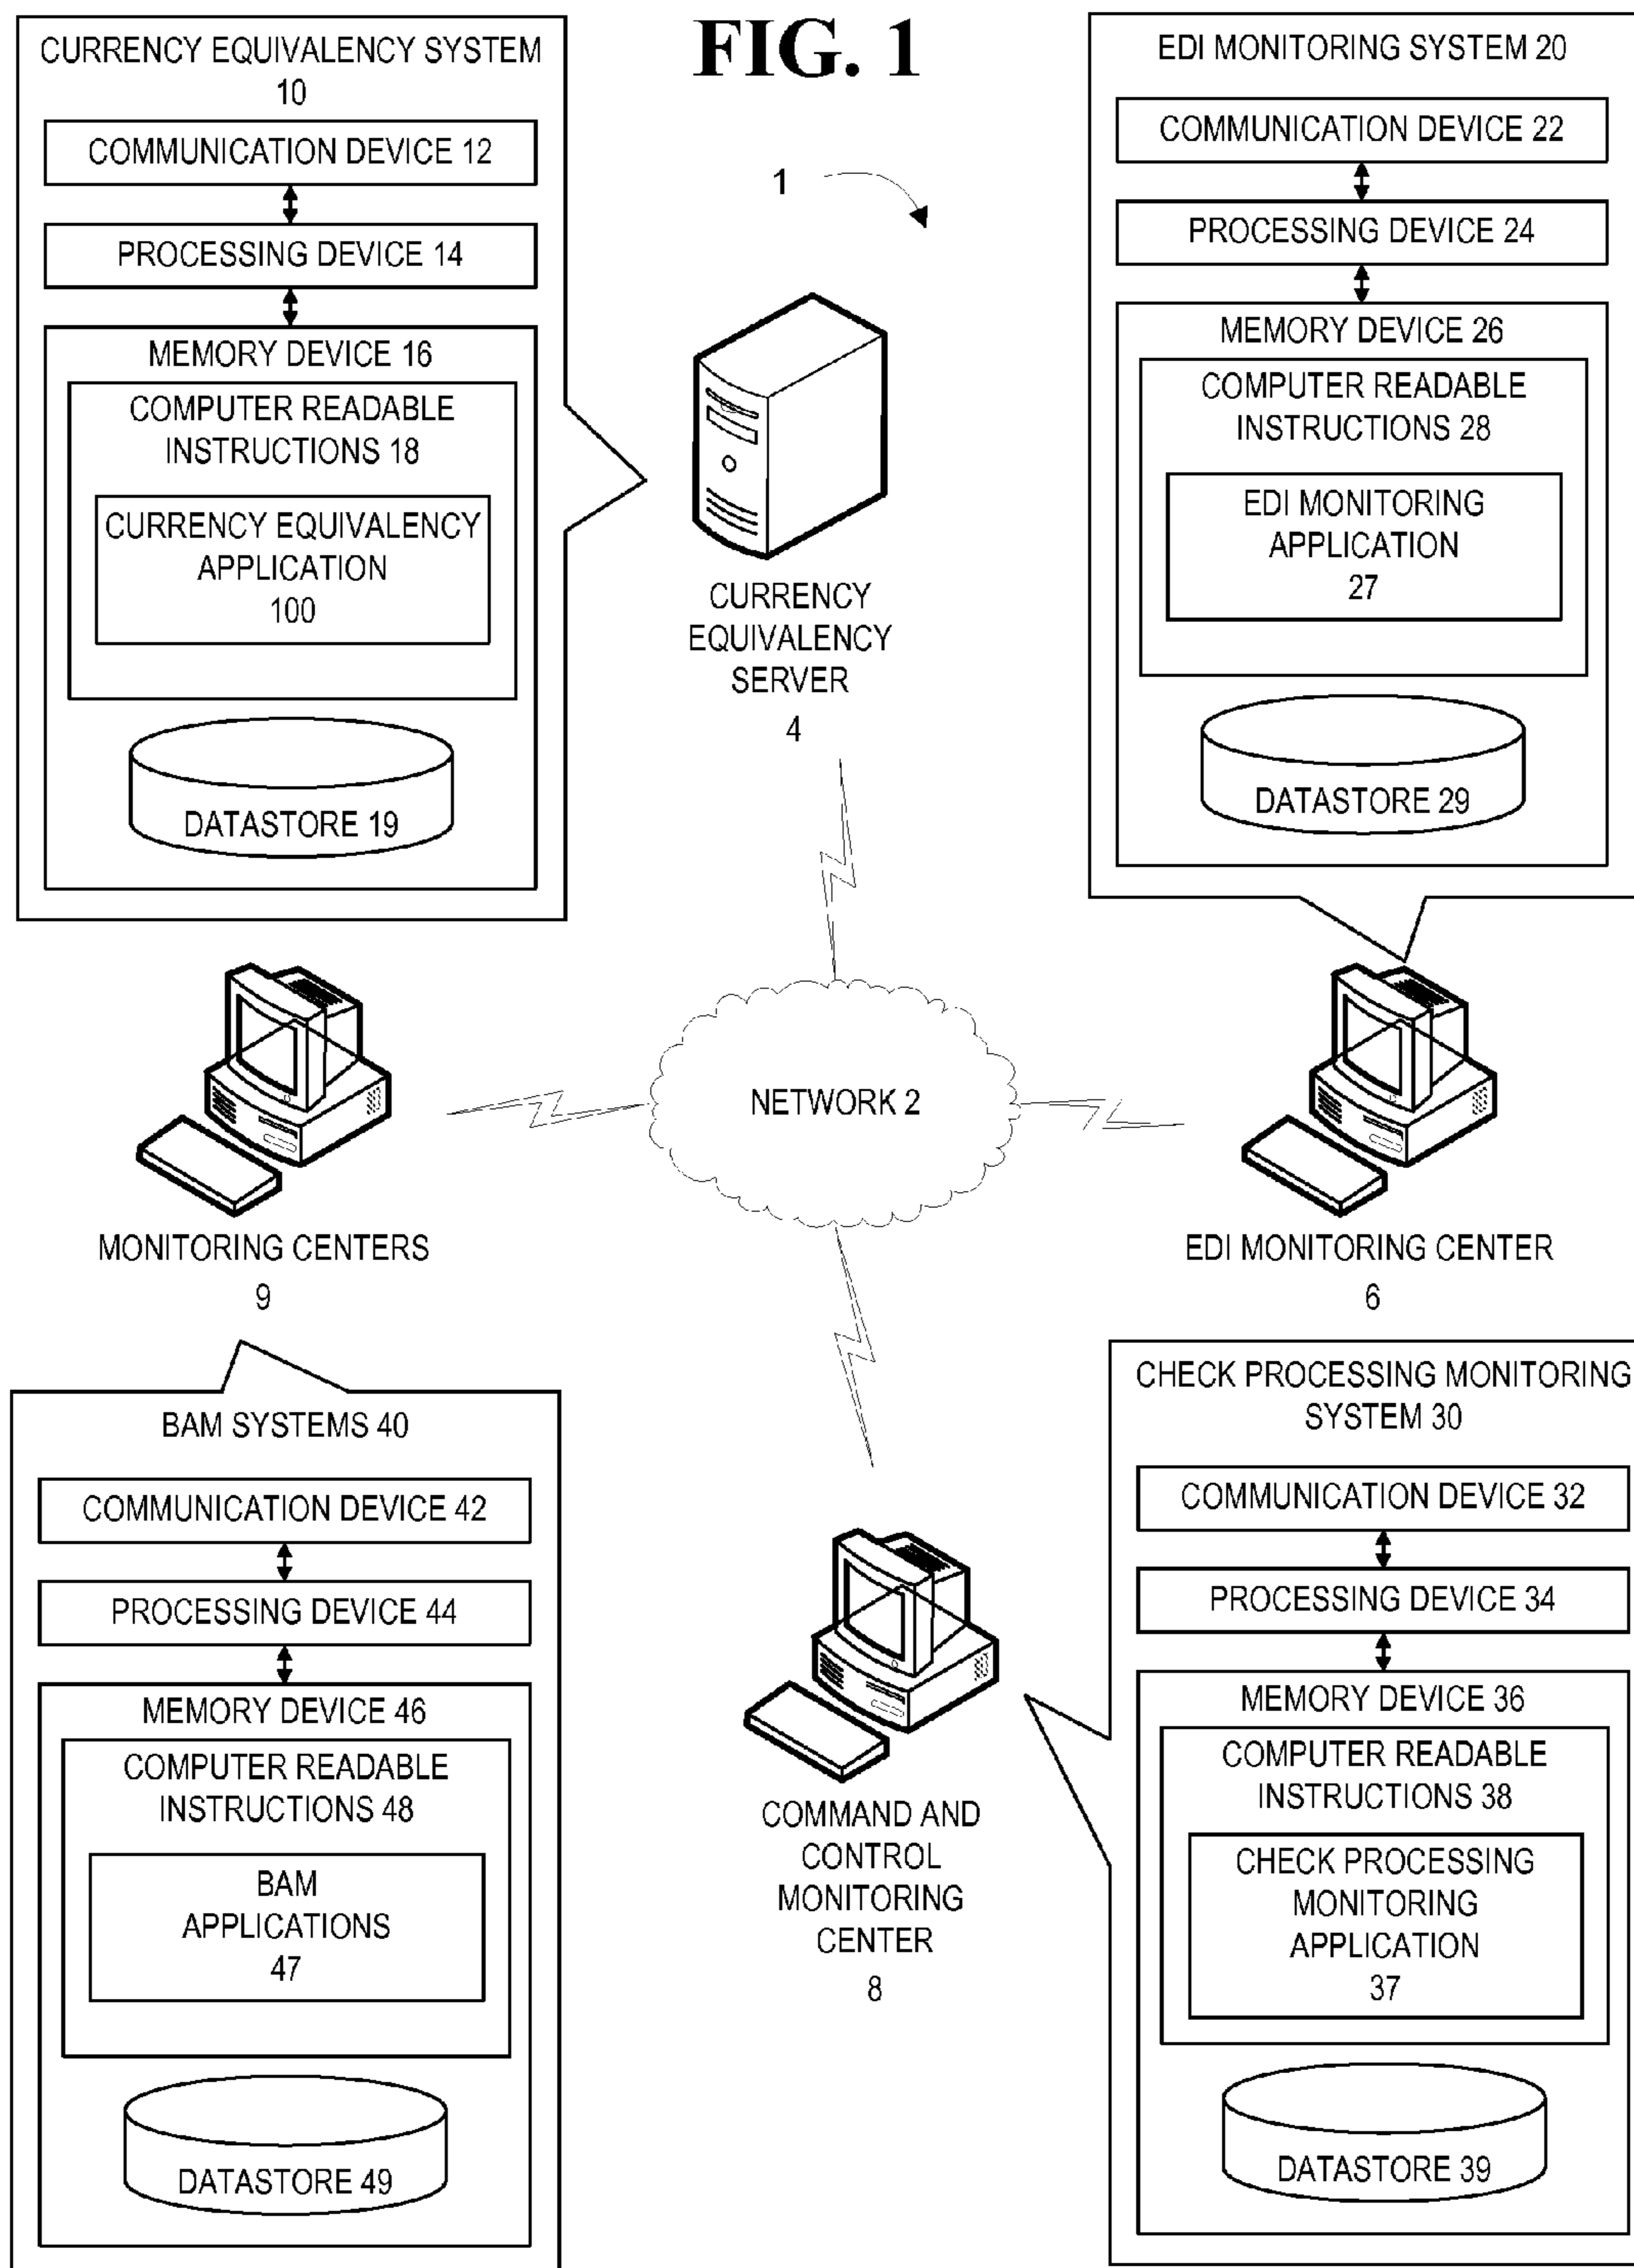 FIG. 1
CURRENCY EQUIVALENCY SYSTEM
10
COMMUNICATION DEVICE 12
PROCESSING DEVICE 14
MEMORY DEVICE 16
COMPUTER READABLE
INSTRUCTIONS 18
CURRENCY EQUIVALENCY
APPLICATION
100
DATASTORE 19
1
CURRENCY
EQUIVALENCY
SERVER
4
EDI MONITORING SYSTEM 20
COMMUNICATION DEVICE 22
PROCESSING DEVICE 24
MEMORY DEVICE 26
COMPUTER READABLE
INSTRUCTIONS 28
EDI MONITORING
APPLICATION
27
DATASTORE 29
MONITORING CENTERS
9
NETWORK 2
EDI MONITORING CENTER
6
BAM SYSTEMS 40
COMMUNICATION DEVICE 42
PROCESSING DEVICE 44
MEMORY DEVICE 46
COMPUTER READABLE
INSTRUCTIONS 48
BAM
APPLICATIONS
47
DATASTORE 49
COMMAND AND
CONTROL
MONITORING
CENTER
8
CHECK PROCESSING MONITORING
SYSTEM 30
COMMUNICATION DEVICE 32
PROCESSING DEVICE 34
MEMORY DEVICE 36
COMPUTER READABLE
INSTRUCTIONS 38
CHECK PROCESSING
MONITORING
APPLICATION
37
DATASTORE 39